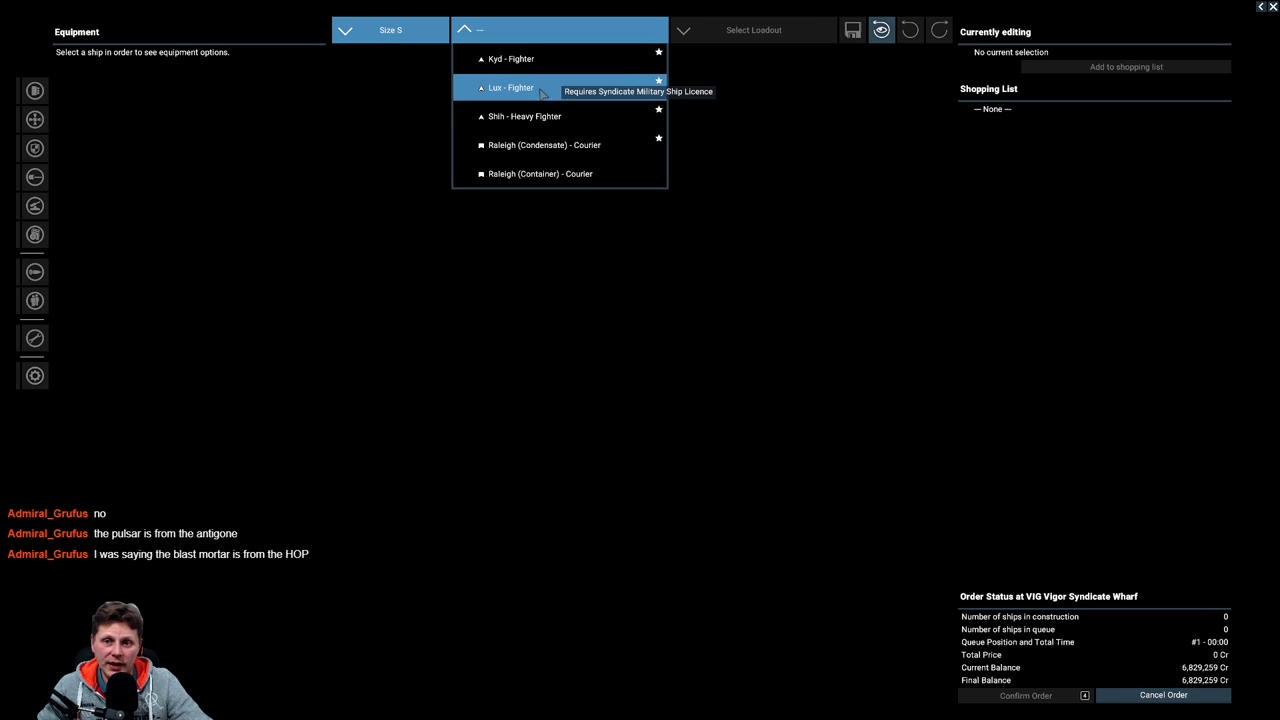 Equipment
Select a ship in order to see equipment options.
Size S
--
Select Loadout
Kyd - Fighter
Lux - Fighter
Requires Syndicate Military Ship Licence
Shih - Heavy Fighter
Raleigh (Condensate) - Courier
Raleigh (Container) - Courier
Currently editing
No current selection
Add to shopping list
Shopping List
— None —
Admiral_Grufus no
Admiral_Grufus the pulsar is from the antigone
Admiral_Grufus I was saying the blast mortar is from the HOP
Order Status at VIG Vigor Syndicate Wharf
Number of ships in construction 0
Number of ships in queue 0
Queue Position and Total Time #1 - 00:00
Total Price 0 Cr
Current Balance 6,829,259 Cr
Final Balance 6,829,259 Cr
Confirm Order 4
Cancel Order